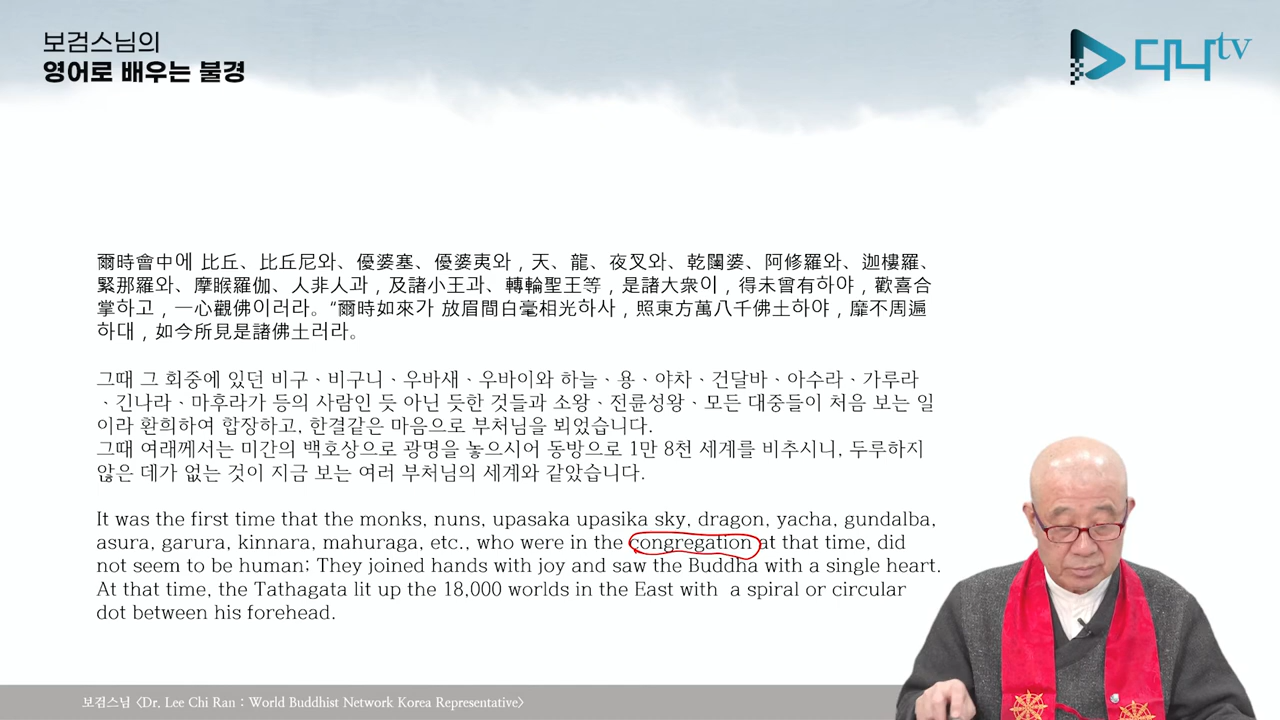 보검스님의
영어로 배우는 불경
디나tv
爾時會中에 比丘、比丘尼와、優婆塞、優婆夷와 , 天、龍、夜叉와、乾闥婆、阿修羅와、迦樓羅、
緊那羅와、摩睺羅伽、人非人과 , 及諸小王과、轉輪聖王等 , 是諸大衆이 , 得未曾有하야 , 歡喜合
掌하고 , 一心觀佛이러라。“爾時如來가 放眉間白毫相光하사 , 照東方萬八千佛土하야 , 靡不周遍
하대 , 如今所見是諸佛土러라。
그때 그 회중에 있던 비구、비구니、우바새、우바이와 하늘、용、야차、건달바、아수라、가루라
、긴나라、마후라가 등의 사람인 듯 아닌 듯한 것들과 소왕、전륜성왕、모든 대중들이 처음 보는 일
이라 환희하여 합장하고, 한결같은 마음으로 부처님을 뵈었습니다.
그때 여래께서는 미간의 백호상으로 광명을 놓으시어 동방으로 1만 8천 세계를 비추시니, 두루하지
않은 데가 없는 것이 지금 보는 여러 부처님의 세계와 같았습니다.
It was the first time that the monks, nuns, upasaka upasika sky, dragon, yacha, gundalba,
asura, garura, kinnara, mahuraga, etc., who were in the congregation at that time, did
not seem to be human: They joined hands with joy and saw the Buddha with a single heart.
At that time, the Tathagata lit up the 18,000 worlds in the East with a spiral or circular
dot between his forehead.
보검스님 <Dr. Lee Chi Ran : World Buddhist Network Korea Representative>